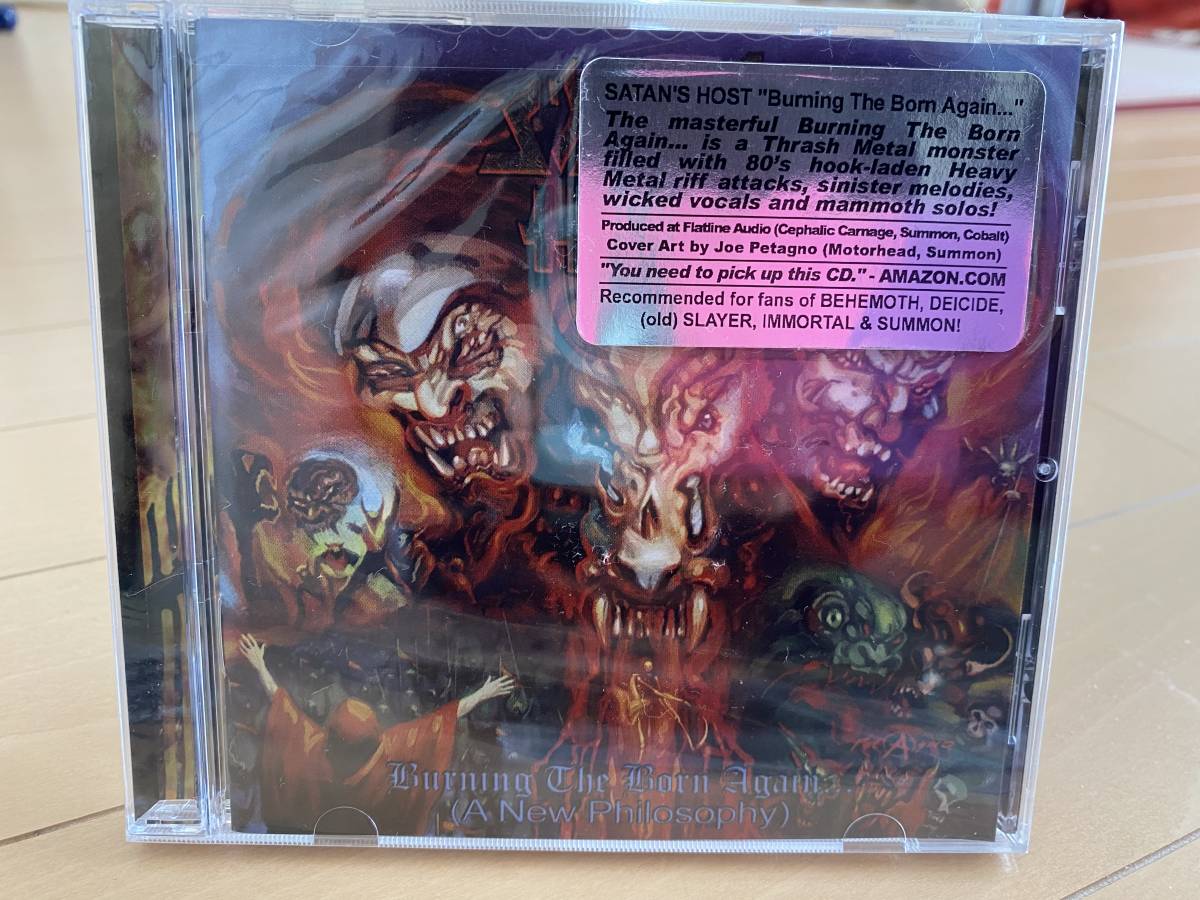 SATAN'S HOST "Burning The Born Again..."
The masterful Burning The Born
Again... is a Thrash Metal monster
filled with 80's hook-laden Heavy
Metal riff attacks, sinister melodies,
wicked vocals and mammoth solos!
Produced at Flatline Audio (Cephalic Carnage, Summon, Cobalt)
Cover Art by Joe Petagno (Motorhead, Summon)
"You need to pick up this CD." - AMAZON.COM
Recommended for fans of BEHEMOTH, DEICIDE,
(old) SLAYER, IMMORTAL & SUMMON!
Burning The Born Again...
(A New Philosophy)